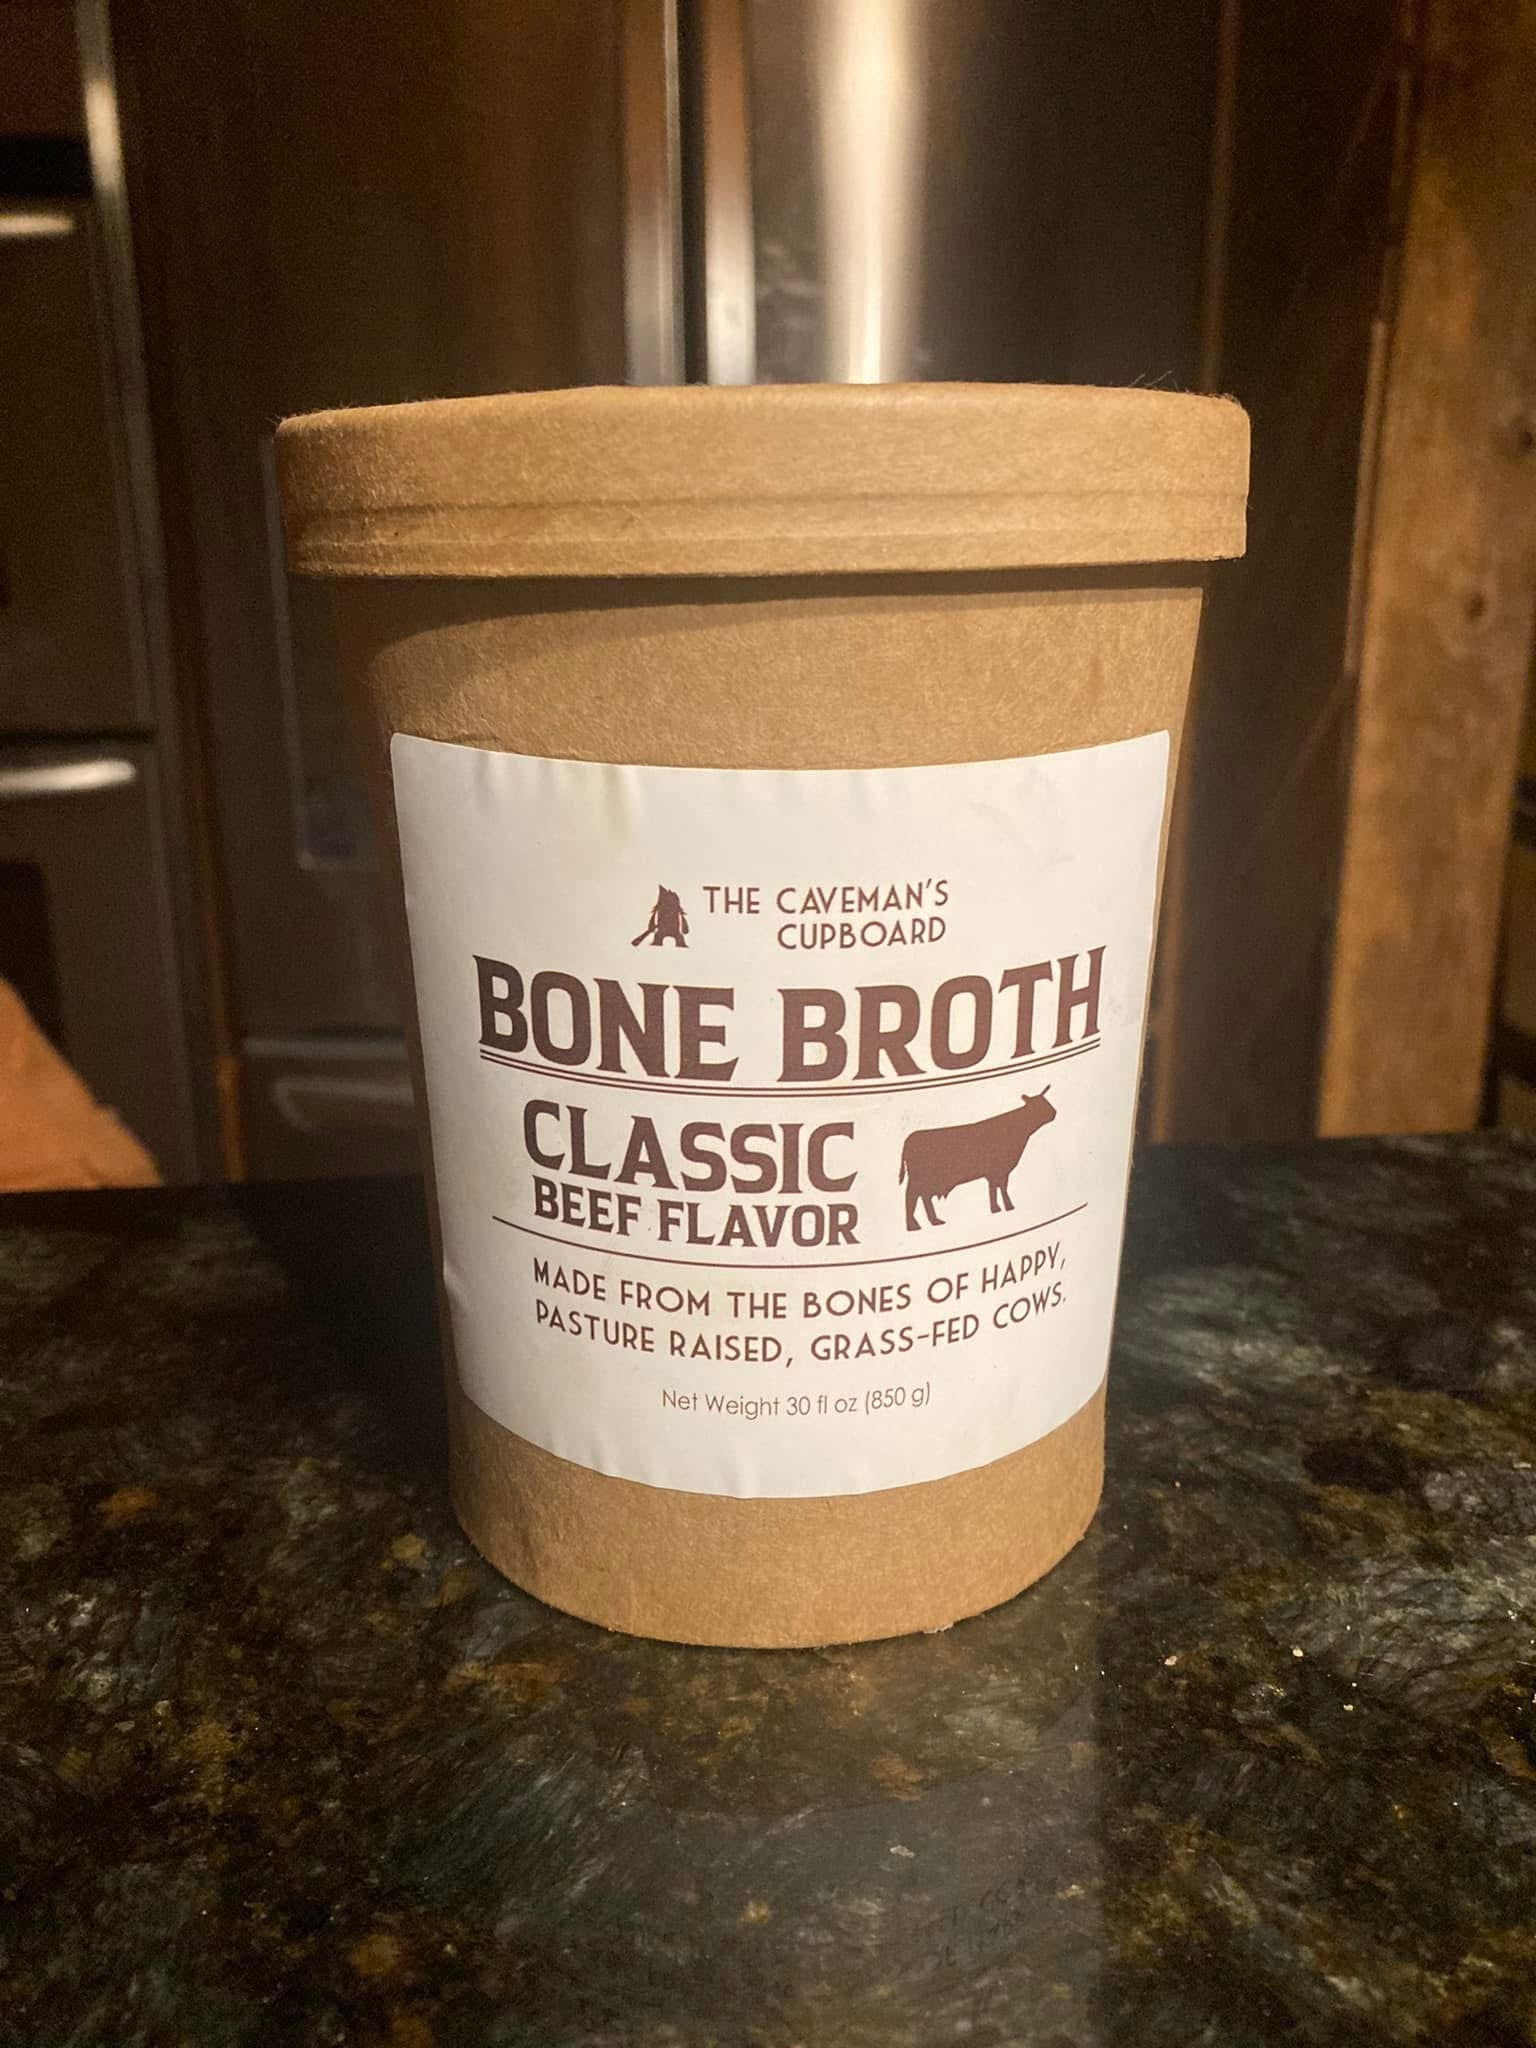 THE CAVEMAN'S
CUPBOARD
BONE BROTH
CLASSIC
BEEF FLAVOR
MADE FROM THE BONES OF HAPPY,
PASTURE RAISED, GRASS-FED COWS.
Net Weight 30 fl oz (850 g)